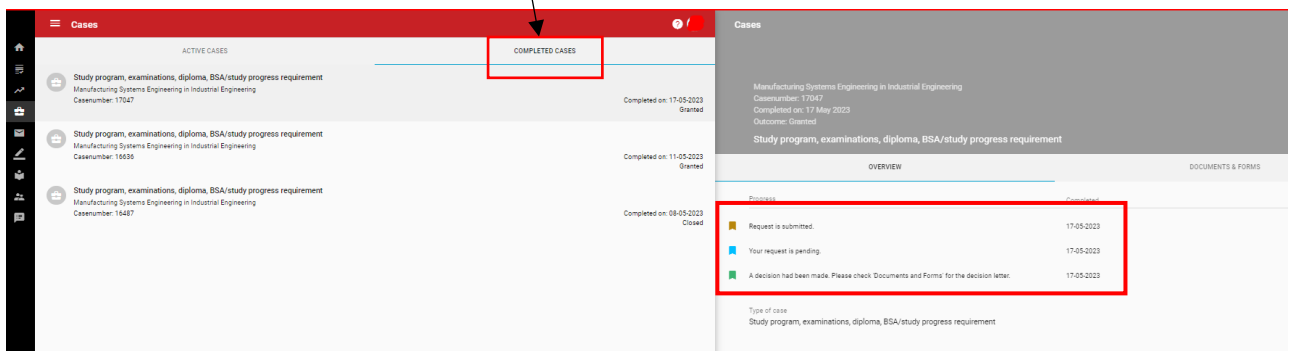 Cases
ACTIVE CASES
COMPLETED CASES
Study program, examinations, diploma, BSA/study progress requirement
Manufacturing Systems Engineering in Industrial Engineering
Casenumber: 17047
Completed on: 17-05-2023
Granted
Study program, examinations, diploma, BSA/study progress requirement
Manufacturing Systems Engineering in Industrial Engineering
Casenumber: 16636
Completed on: 11-05-2023
Granted
Study program, examinations, diploma, BSA/study progress requirement
Manufacturing Systems Engineering in Industrial Engineering
Casenumber: 16487
Completed on: 08-05-2023
Closed
Cases
Manufacturing Systems Engineering in Industrial Engineering
Casenumber: 17047
Completed on: 17 May 2023
Outcome: Granted
Study program, examinations, diploma, BSA/study progress requirement
OVERVIEW
DOCUMENTS & FORMS
Progress
Completed
Request is submitted.
17-05-2023
Your request is pending.
17-05-2023
A decision had been made. Please check 'Documents and Forms' for the decision letter.
17-05-2023
Type of case
Study program, examinations, diploma, BSA/study progress requirement